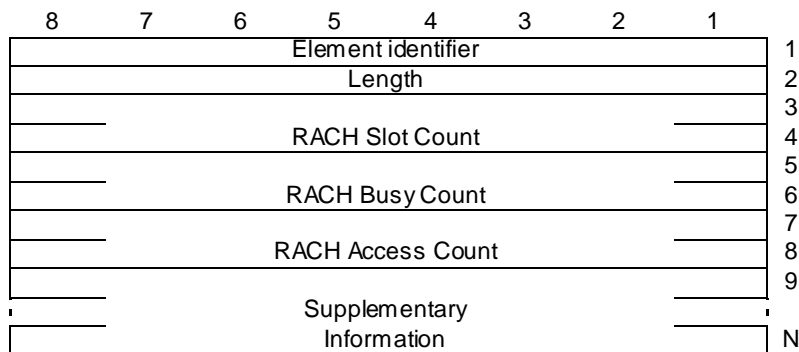 8 7 6 5 4 3 2 1
Element identifier 1
Length 2
3
RACH Slot Count 4
5
RACH Busy Count 6
7
RACH Access Count 8
9
Supplementary
Information N